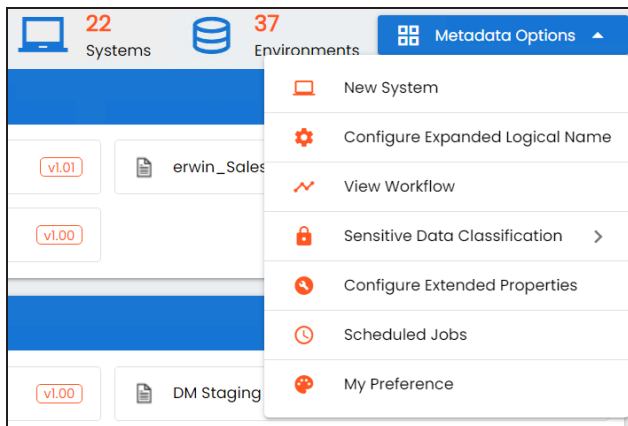 22
Systems
37
Environments
Metadata Options
New System
Configure Expanded Logical Name
v1.01
erwin_Sales
View Workflow
v1.00
Sensitive Data Classification
Configure Extended Properties
Scheduled Jobs
v1.00
DM Staging
My Preference